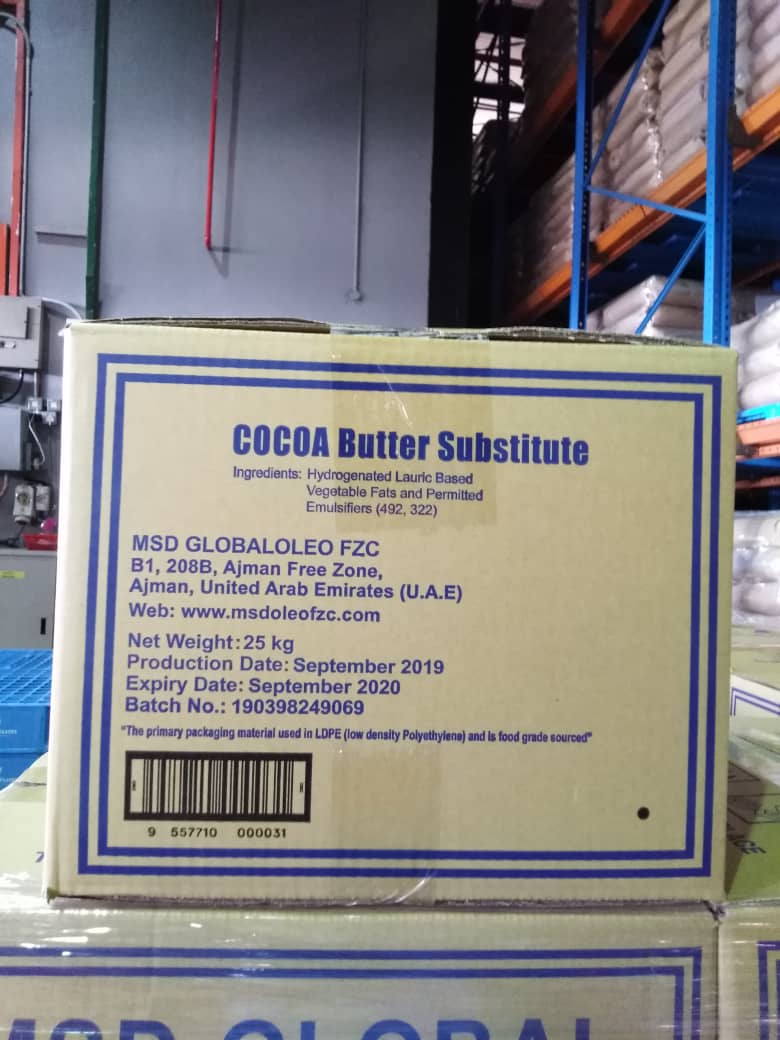 COCOA Butter Substitute
Ingredients: Hydrogenated Lauric Based
Vegetable Fats and Permitted
Emulsifiers (492, 322)
MSD GLOBALOLEO FZC
B1, 208B, Ajman Free Zone,
Ajman, United Arab Emirates (U.A.E)
Web: www.msdoleofzc.com
Net Weight: 25 kg
Production Date: September 2019
Expiry Date: September 2020
Batch No.: 190398249069
"The primary packaging material used in LDPE (low density Polyethylene) and is food grade sourced"
9 557710 000031
MSD GLOBAL